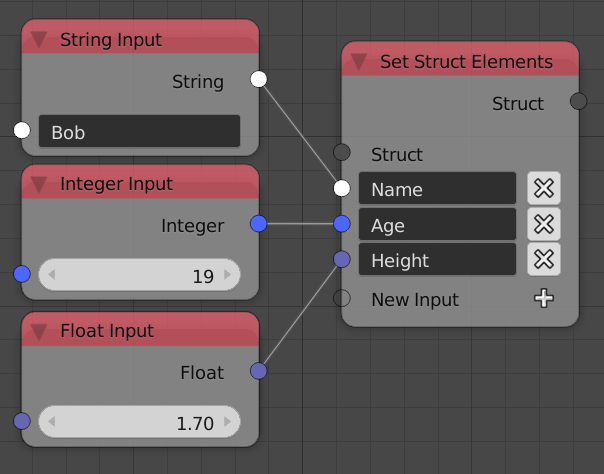 String Input
String
Bob
Integer Input
Integer
19
Float Input
Float
1.70
Set Struct Elements
Struct
Struct
Name
Age
Height
New Input